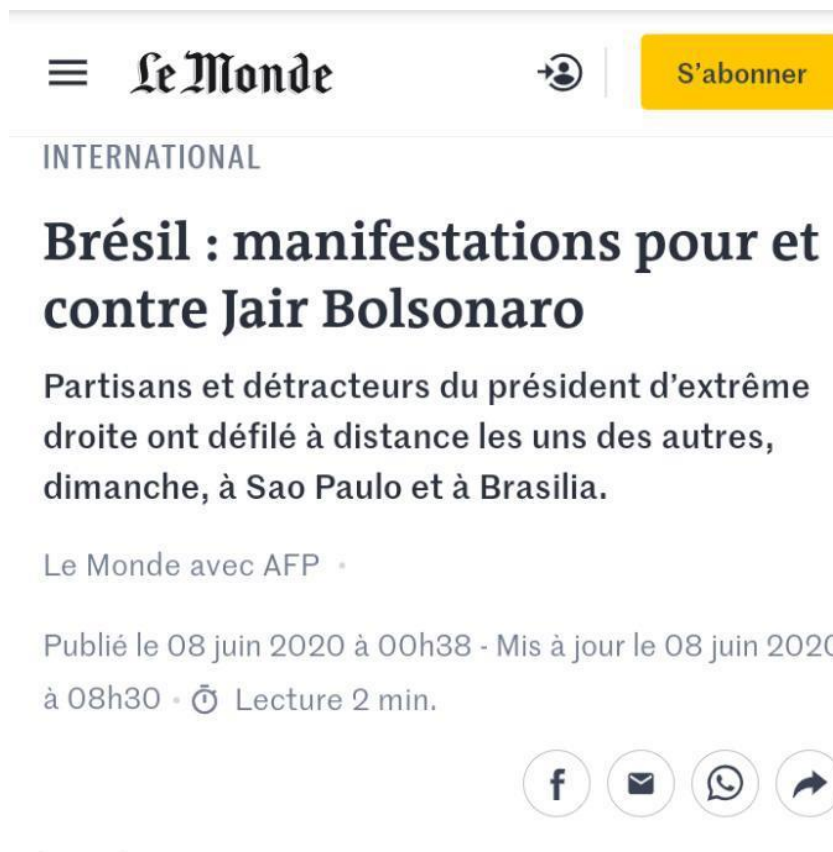 Le Monde
S'abonner
INTERNATIONAL
Brésil : manifestations pour et
contre Jair Bolsonaro
Partisans et détracteurs du président d'extrême
droite ont défilé à distance les uns des autres,
dimanche, à Sao Paulo et à Brasilia.
Le Monde avec AFP •
Publié le 08 juin 2020 à 00h38 - Mis à jour le 08 juin 2020
à 08h30 • Lecture 2 min.